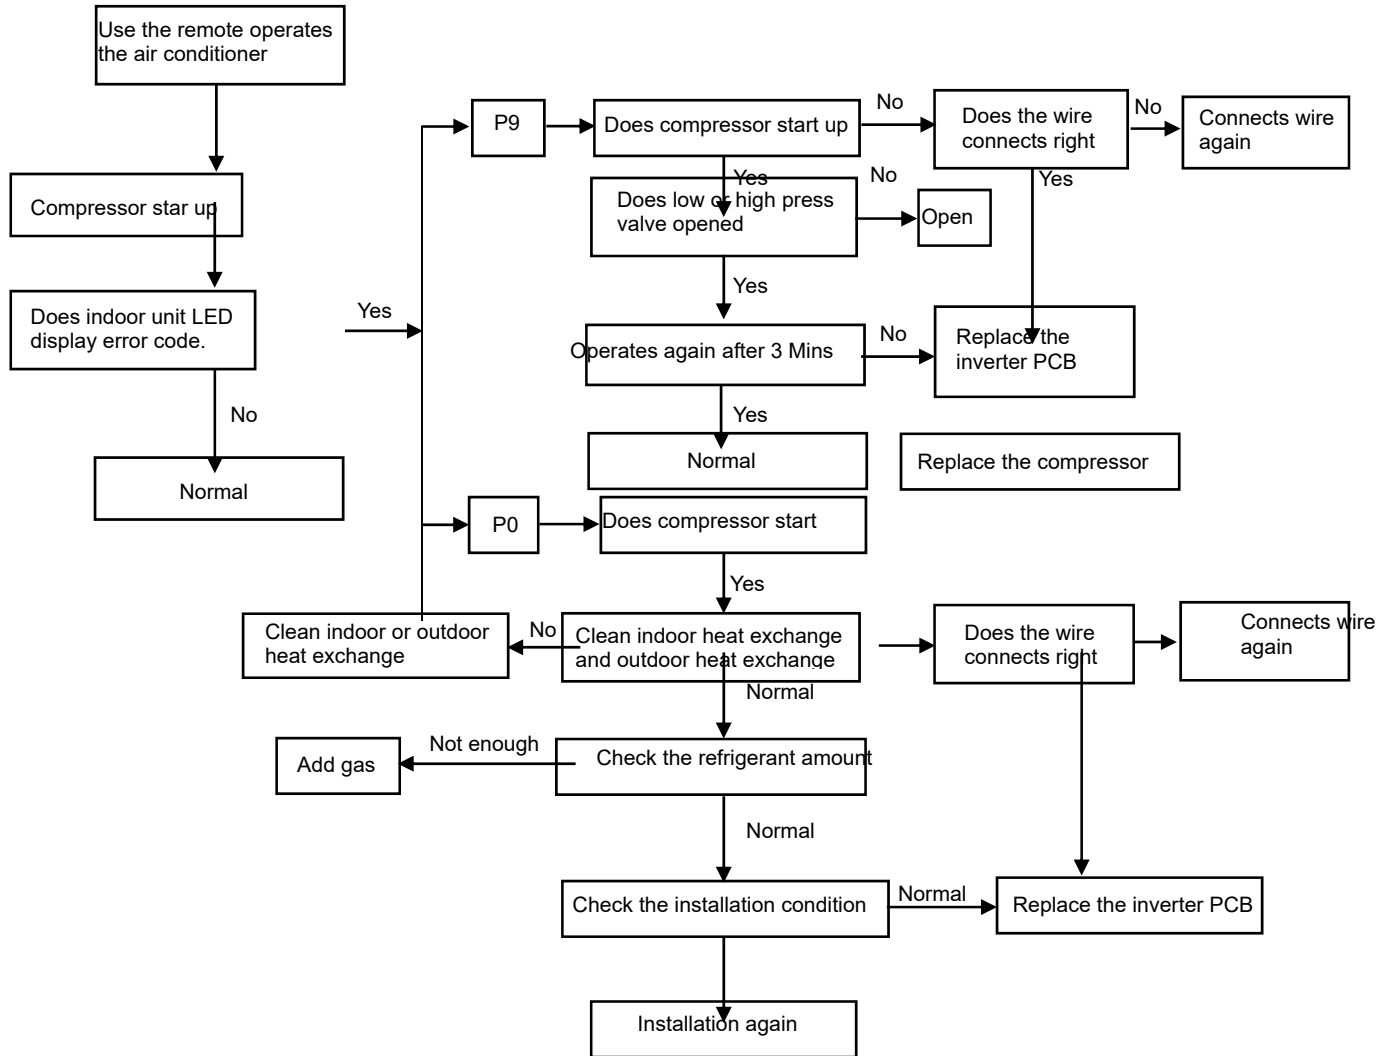 Use the remote operates
the air conditioner
Compressor star up
Does indoor unit LED
display error code.
Yes
No
Normal
P9
Does compressor start up
No
Does the wire
connects right
No
Connects wire
again
Yes
Yes
Does low or high press
valve opened
No
Open
Yes
Operates again after 3 Mins
No
Replace the
inverter PCB
Yes
Normal
Replace the compressor
P0
Does compressor start
Yes
Clean indoor or outdoor
heat exchange
No
Clean indoor heat exchange
and outdoor heat exchange
Does the wire
connects right
Connects wire
again
Normal
Add gas
Not enough
Check the refrigerant amount
Normal
Check the installation condition
Normal
Replace the inverter PCB
Installation again